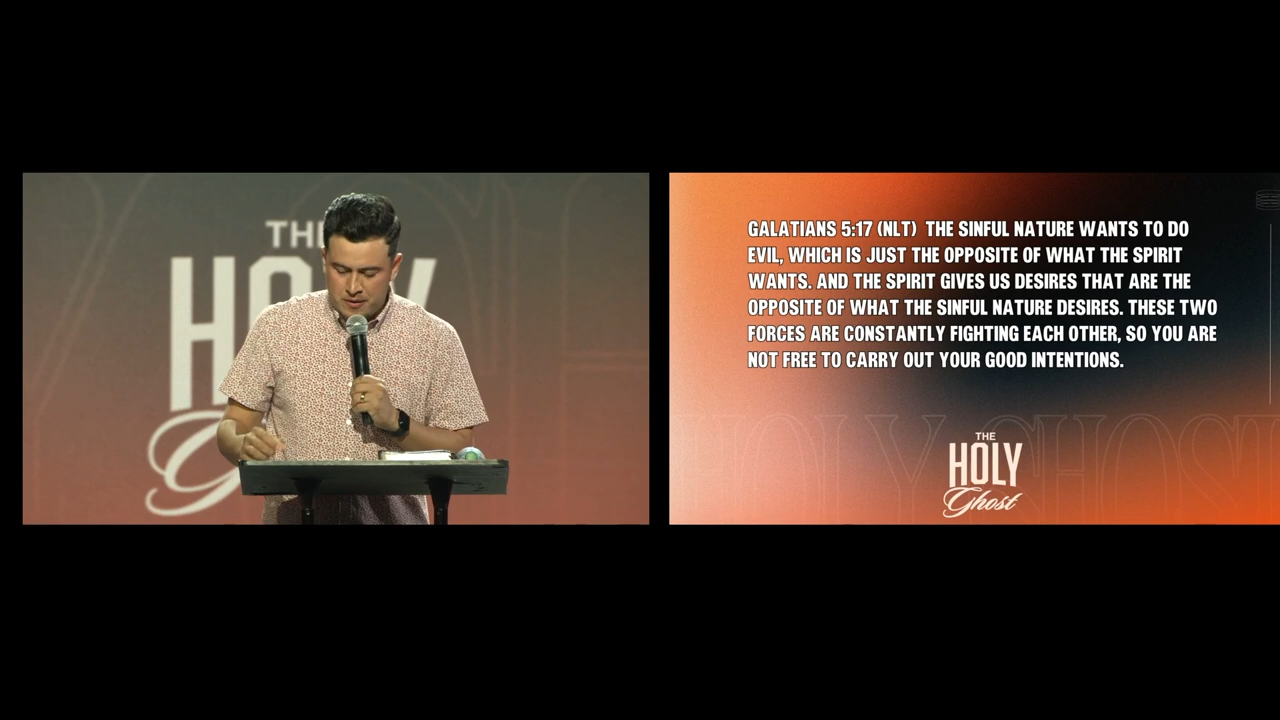 THE
HOLY
G
GALATIANS 5:17 (NLT) THE SINFUL NATURE WANTS TO DO
EVIL, WHICH IS JUST THE OPPOSITE OF WHAT THE SPIRIT
WANTS. AND THE SPIRIT GIVES US DESIRES THAT ARE THE
OPPOSITE OF WHAT THE SINFUL NATURE DESIRES. THESE TWO
FORCES ARE CONSTANTLY FIGHTING EACH OTHER, SO YOU ARE
NOT FREE TO CARRY OUT YOUR GOOD INTENTIONS.
HOLY GHOST
THE
HOLY
Ghost